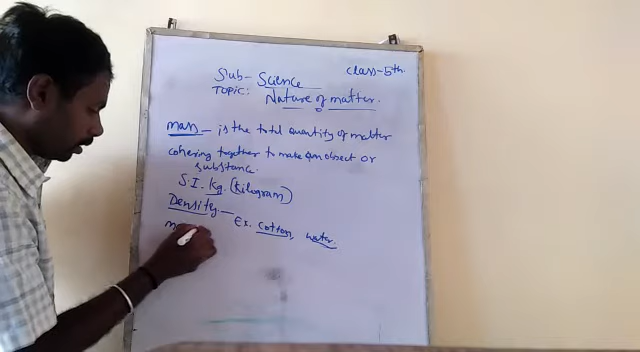 Sub- Science Class-5th.
TOPIC: Nature of matter.
mass - is the total quantity of matter
cohering together to make an object or
substance.
S.I. Kg. (Kilogram)
Density -
Ex. Cotton, water.